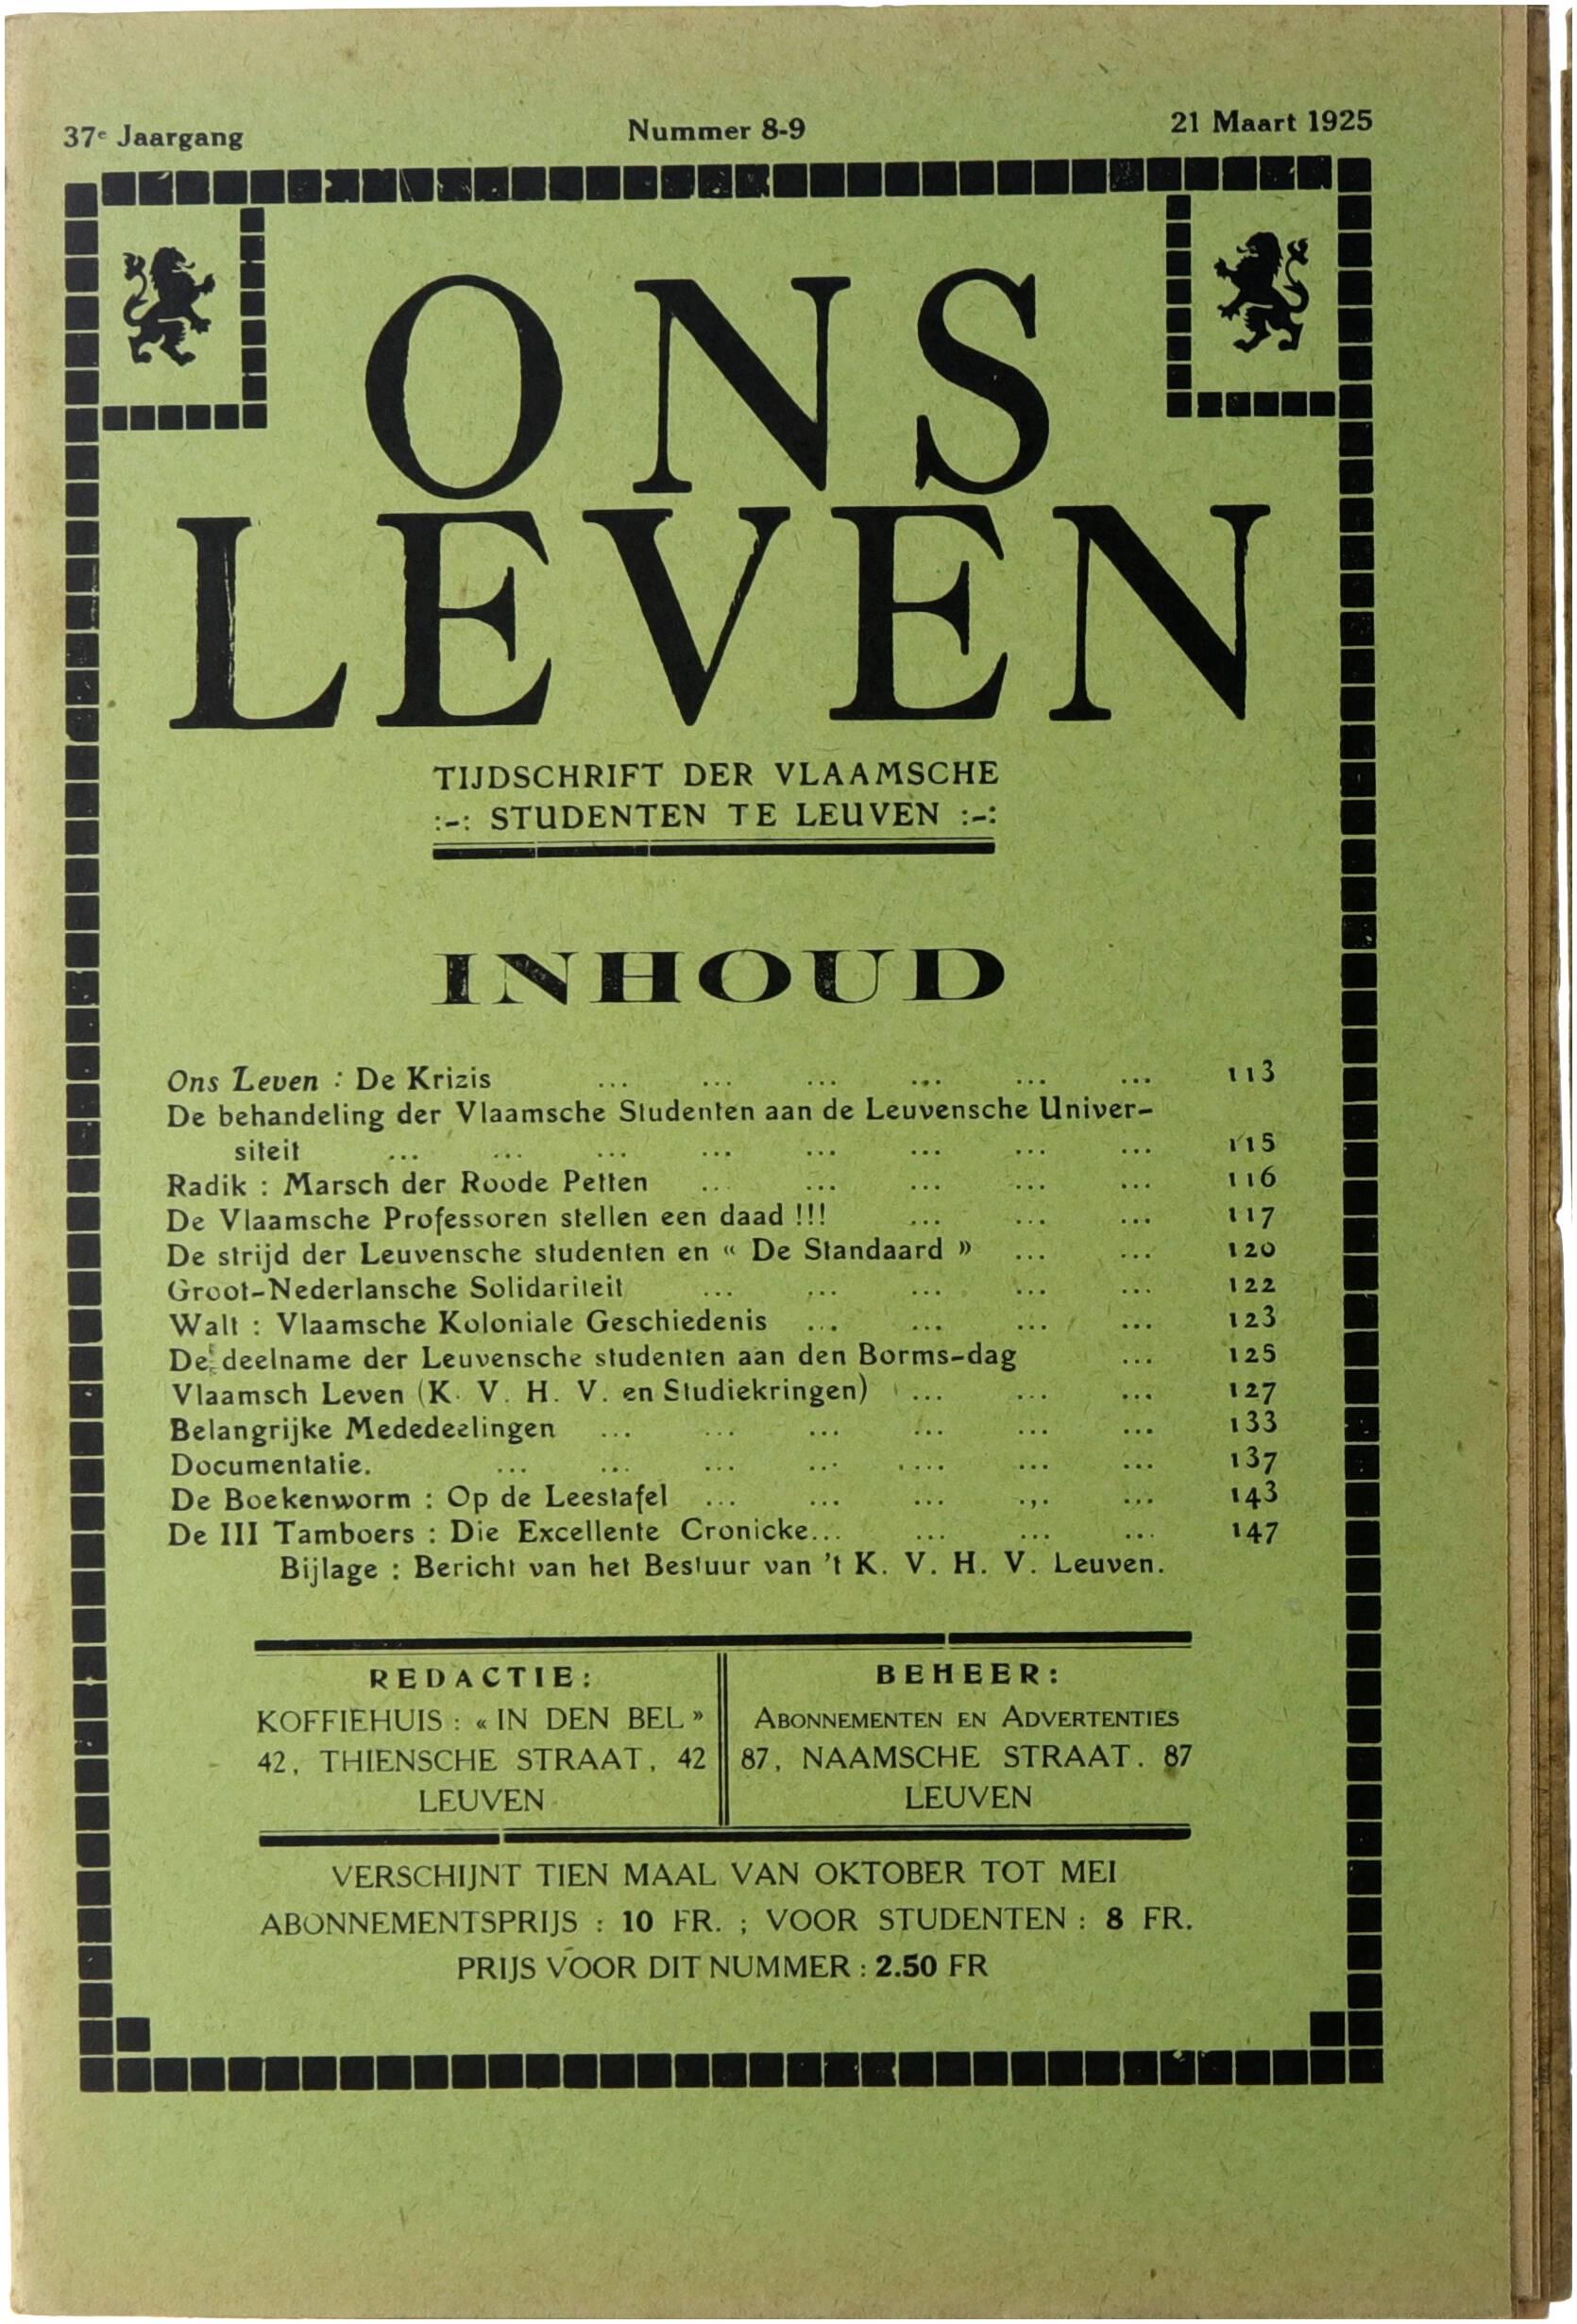 37e Jaargang Nummer 8-9 21 Maart 1925
ONS
LEVEN
TIJDSCHRIFT DER VLAAMSCHE
:-: STUDENTEN TE LEUVEN :-:
INHOUD
Ons Leven : De Krizis ... ... ... ... ... ... 113
De behandeling der Vlaamsche Studenten aan de Leuvensche Univer-
siteit ... ... ... ... ... ... ... ... 115
Radik : Marsch der Roode Petten ... ... ... ... ... 116
De Vlaamsche Professoren stellen een daad !!! ... ... ... 117
De strijd der Leuvensche studenten en « De Standaard » ... ... 120
Groot-Nederlansche Solidariteit ... ... ... ... ... 122
Walt : Vlaamsche Koloniale Geschiedenis ... ... ... ... 123
De deelname der Leuvensche studenten aan den Borms-dag ... 125
Vlaamsch Leven (K. V. H. V. en Studiekringen) ... ... ... 127
Belangrijke Mededeelingen ... ... ... ... ... ... 133
Documentatie. ... ... ... ... ... ... ... 137
De Boekenworm : Op de Leestafel ... ... ... ... ... 143
De III Tamboers : Die Excellente Cronicke... ... ... ... 147
Bijlage : Bericht van het Bestuur van 't K. V. H. V. Leuven.
REDACTIE:
KOFFIEHUIS : « IN DEN BEL »
42, THIENSCHE STRAAT, 42
LEUVEN
BEHEER:
ABONNEMENTEN EN ADVERTENTIES
87, NAAMSCHE STRAAT. 87
LEUVEN
VERSCHIJNT TIEN MAAL VAN OKTOBER TOT MEI
ABONNEMENTSPRIJS : 10 FR. ; VOOR STUDENTEN : 8 FR.
PRIJS VOOR DIT NUMMER : 2.50 FR